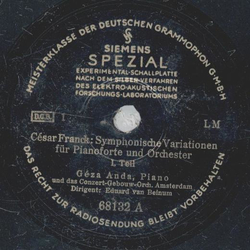 MEISTERKLASSE DER DEUTSCHEN GRAMMOPHON G.M.B.H.
SIEMENS
SPEZIAL
EXPERIMENTAL-SCHALLPLATTE
NACH DEM SILBER-VERFAHREN
DES ELEKTRO-AKUSTISCHEN
FORSCHUNGS-LABORATORIUMS
I
LM
César Franck: Symphonische Variationen
für Pianoforte und Orchester
I. Teil
Géza Anda, Piano
und das Concert-Gebouw-Orch. Amsterdam
Dirigent: Eduard van Beinum
68132 A
DAS RECHT ZUR RADIOSENDUNG BLEIBT VORBEHALTEN